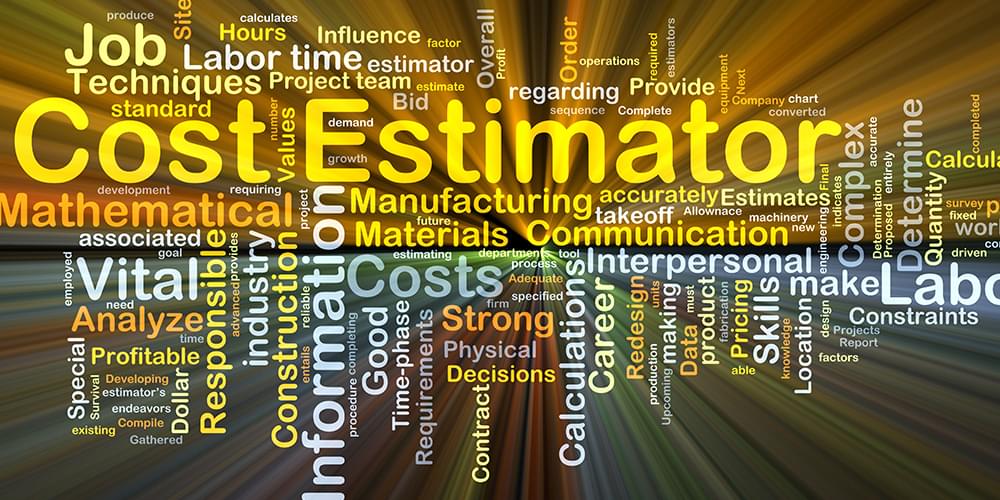 produce
Site
calculates
Job
Hours
Influence
factor
Overall
Profit
Order
operations
required
estimators
Labor time
estimator
Techniques
Project team
estimate
regarding
Provide
equipment
Next
Company
chart
standard
number
Values
Bid
sequence
Complete
converted
Cost Estimator
demand
growth
Complex
accurate
Determine
completed
Calcula
development
requiring
project
Information
Manufacturing
accurately
Estimates
Final
indicates
Determination
Proposed
entirely
Quantity
survey
p
Mathematical
future
takeoff
Allownace
machinery
new
engineering
fixed
wor
associated
Materials
Communication
co
goal
Responsible
provides
advanced
Industry
Construction
estimating
departments
tool
process
driven
employed
Vital
Costs
Adequate
Interpersonal
make
Labo
need
reliable
firm
specified
Calculations
Career
Redesign
units
making
must
Data
product
fabrication
Pricing
Skills
Location
design
Constraints
Analyze
time
entails
procedure
completing
Good
Time-phase
Requirements
Strong
Projects
Report
Special
Profitable
Physical
production
Upcoming
able
knowledge
factors
Survival
Developing
Dollar
Decisions
estimator's
endeavors
Contract
Compile
existing
Gathered